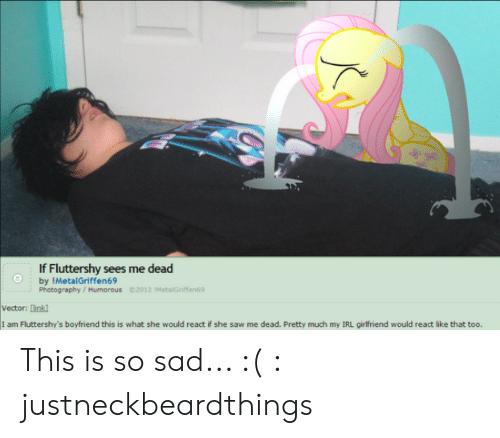 If Fluttershy sees me dead
by !MetalGriffen69
Photography / Humorous ©2012 !MetalGriffen69
Vector: [link]
I am Fluttershy's boyfriend this is what she would react if she saw me dead. Pretty much my IRL girlfriend would react like that too.
This is so sad... :( :
justneckbeardthings